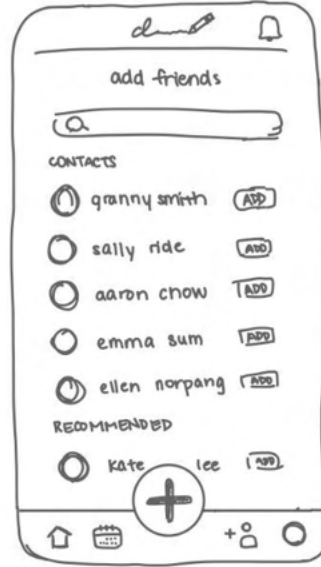 add friends
CONTACTS
granny smith ADD
sally ride ADD
aaron chow ADD
emma sum ADD
ellen norpang ADD
RECOMMENDED
kate lee ADD